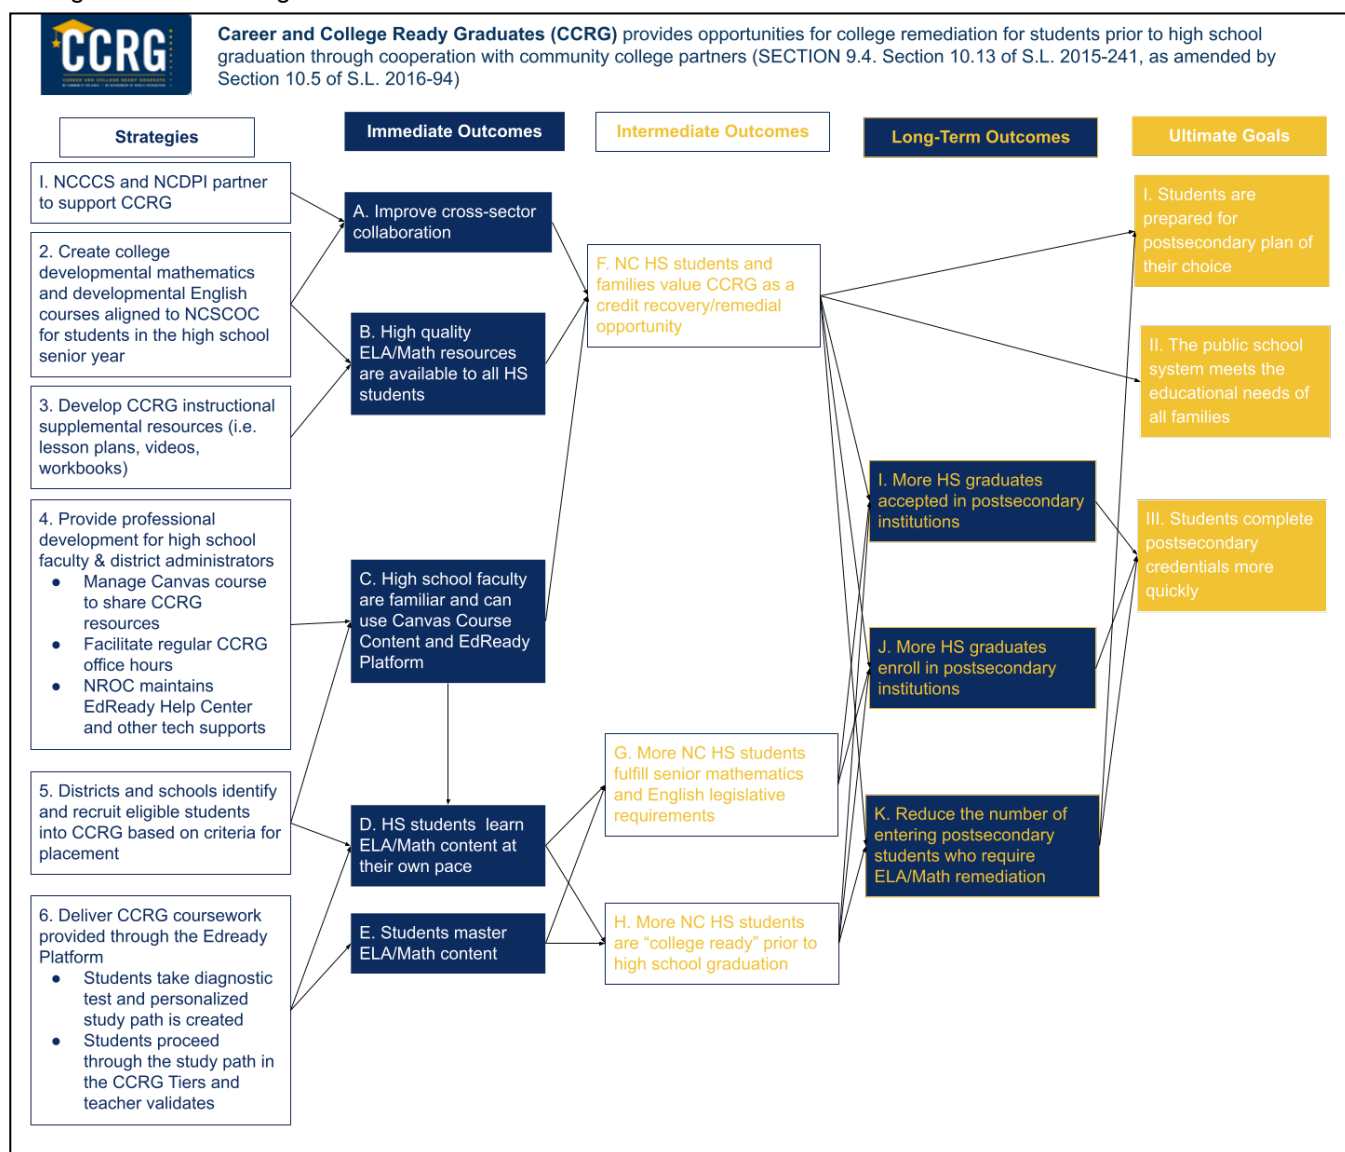 CCRG
CAREER AND COLLEGE READY GRADUATE
Career and College Ready Graduates (CCRG) provides opportunities for college remediation for students prior to high school
graduation through cooperation with community college partners (SECTION 9.4. Section 10.13 of S.L. 2015-241, as amended by
Section 10.5 of S.L. 2016-94)
Strategies
I. NCCCS and NCDPI partner
to support CCRG
2. Create college
developmental mathematics
and developmental English
courses aligned to NCSCOC
for students in the high school
senior year
3. Develop CCRG instructional
supplemental resources (i.e.
lesson plans, videos,
workbooks)
4. Provide professional
development for high school
faculty & district administrators
● Manage Canvas course
to share CCRG
resources
● Facilitate regular CCRG
office hours
● NROC maintains
EdReady Help Center
and other tech supports
5. Districts and schools identify
and recruit eligible students
into CCRG based on criteria for
placement
6. Deliver CCRG coursework
provided through the Edready
Platform
● Students take diagnostic
test and personalized
study path is created
● Students proceed
through the study path in
the CCRG Tiers and
teacher validates
Immediate Outcomes
A. Improve cross-sector
collaboration
B. High quality
ELA/Math resources
are available to all HS
students
C. High school faculty
are familiar and can
use Canvas Course
Content and EdReady
Platform
D. HS students learn
ELA/Math content at
their own pace
E. Students master
ELA/Math content
Intermediate Outcomes
F. NC HS students and
families value CCRG as a
credit recovery/remedial
opportunity
G. More NC HS students
fulfill senior mathematics
and English legislative
requirements
H. More NC HS students
are “college ready” prior to
high school graduation
Long-Term Outcomes
I. More HS graduates
accepted in postsecondary
institutions
J. More HS graduates
enroll in postsecondary
institutions
K. Reduce the number of
entering postsecondary
students who require
ELA/Math remediation
Ultimate Goals
I. Students are
prepared for
postsecondary plan of
their choice
II. The public school
system meets the
educational needs of
all families
III. Students complete
postsecondary
credentials more
quickly